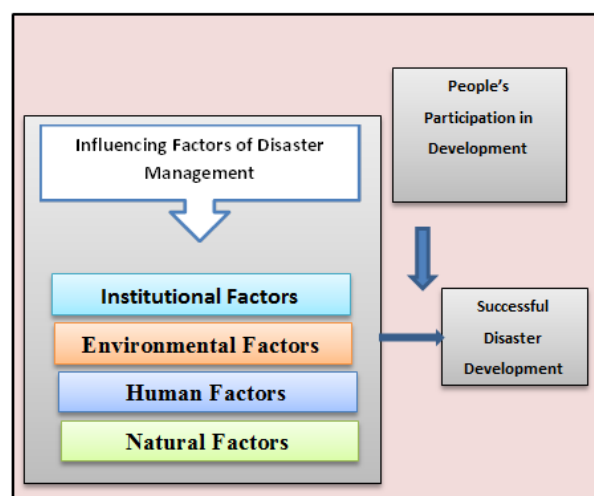 People's
Participation in
Development
Influencing Factors of Disaster
Management
Institutional Factors
Environmental Factors
Human Factors
Natural Factors
Successful
Disaster
Development